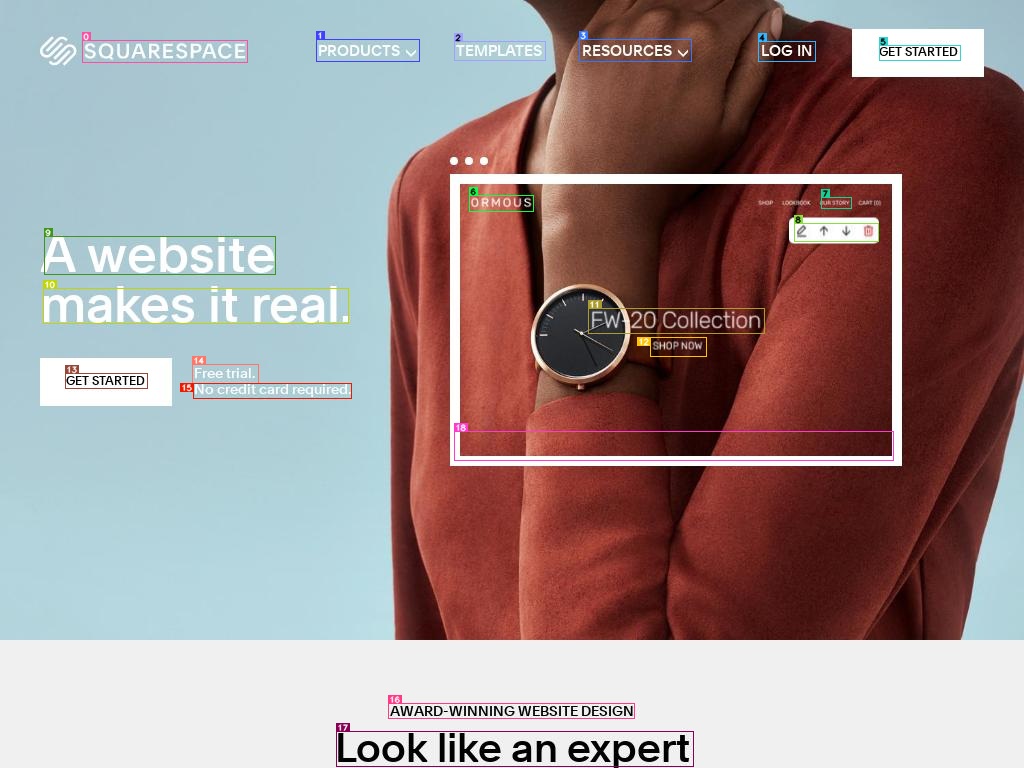 SQUARESPACE
PRODUCTS
TEMPLATES
RESOURCES
LOG IN
GET STARTED
ORMOUS
SHOP
LOOKBOOK
OUR STORY
CART (0)
A website
makes it real.
FW-20 Collection
SHOP NOW
GET STARTED
Free trial.
No credit card required.
AWARD-WINNING WEBSITE DESIGN
Look like an expert
0
1
2
3
4
5
6
7
8
9
10
11
12
13
14
15
16
17
18